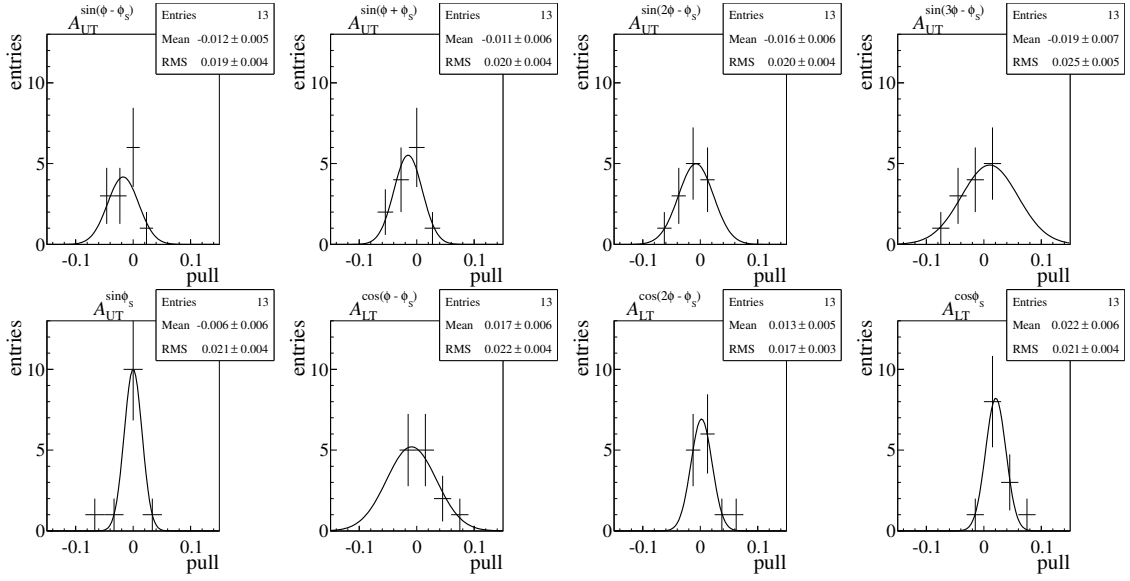 A_UT^sin(ϕ - ϕ_S)
Entries 13
Mean -0.012 ± 0.005
RMS 0.019 ± 0.004
entries
10
5
0
-0.1 0 0.1
pull
A_UT^sin(ϕ + ϕ_S)
Entries 13
Mean -0.011 ± 0.006
RMS 0.020 ± 0.004
entries
10
5
0
-0.1 0 0.1
pull
A_UT^sin(2ϕ - ϕ_S)
Entries 13
Mean -0.016 ± 0.006
RMS 0.020 ± 0.004
entries
10
5
0
-0.1 0 0.1
pull
A_UT^sin(3ϕ - ϕ_S)
Entries 13
Mean -0.019 ± 0.007
RMS 0.025 ± 0.005
entries
10
5
0
-0.1 0 0.1
pull
A_UT^sinϕ_S
Entries 13
Mean -0.006 ± 0.006
RMS 0.021 ± 0.004
entries
10
5
0
-0.1 0 0.1
pull
A_LT^cos(ϕ - ϕ_S)
Entries 13
Mean 0.017 ± 0.006
RMS 0.022 ± 0.004
entries
10
5
0
-0.1 0 0.1
pull
A_LT^cos(2ϕ - ϕ_S)
Entries 13
Mean 0.013 ± 0.005
RMS 0.017 ± 0.003
entries
10
5
0
-0.1 0 0.1
pull
A_LT^cosϕ_S
Entries 13
Mean 0.022 ± 0.006
RMS 0.021 ± 0.004
entries
10
5
0
-0.1 0 0.1
pull